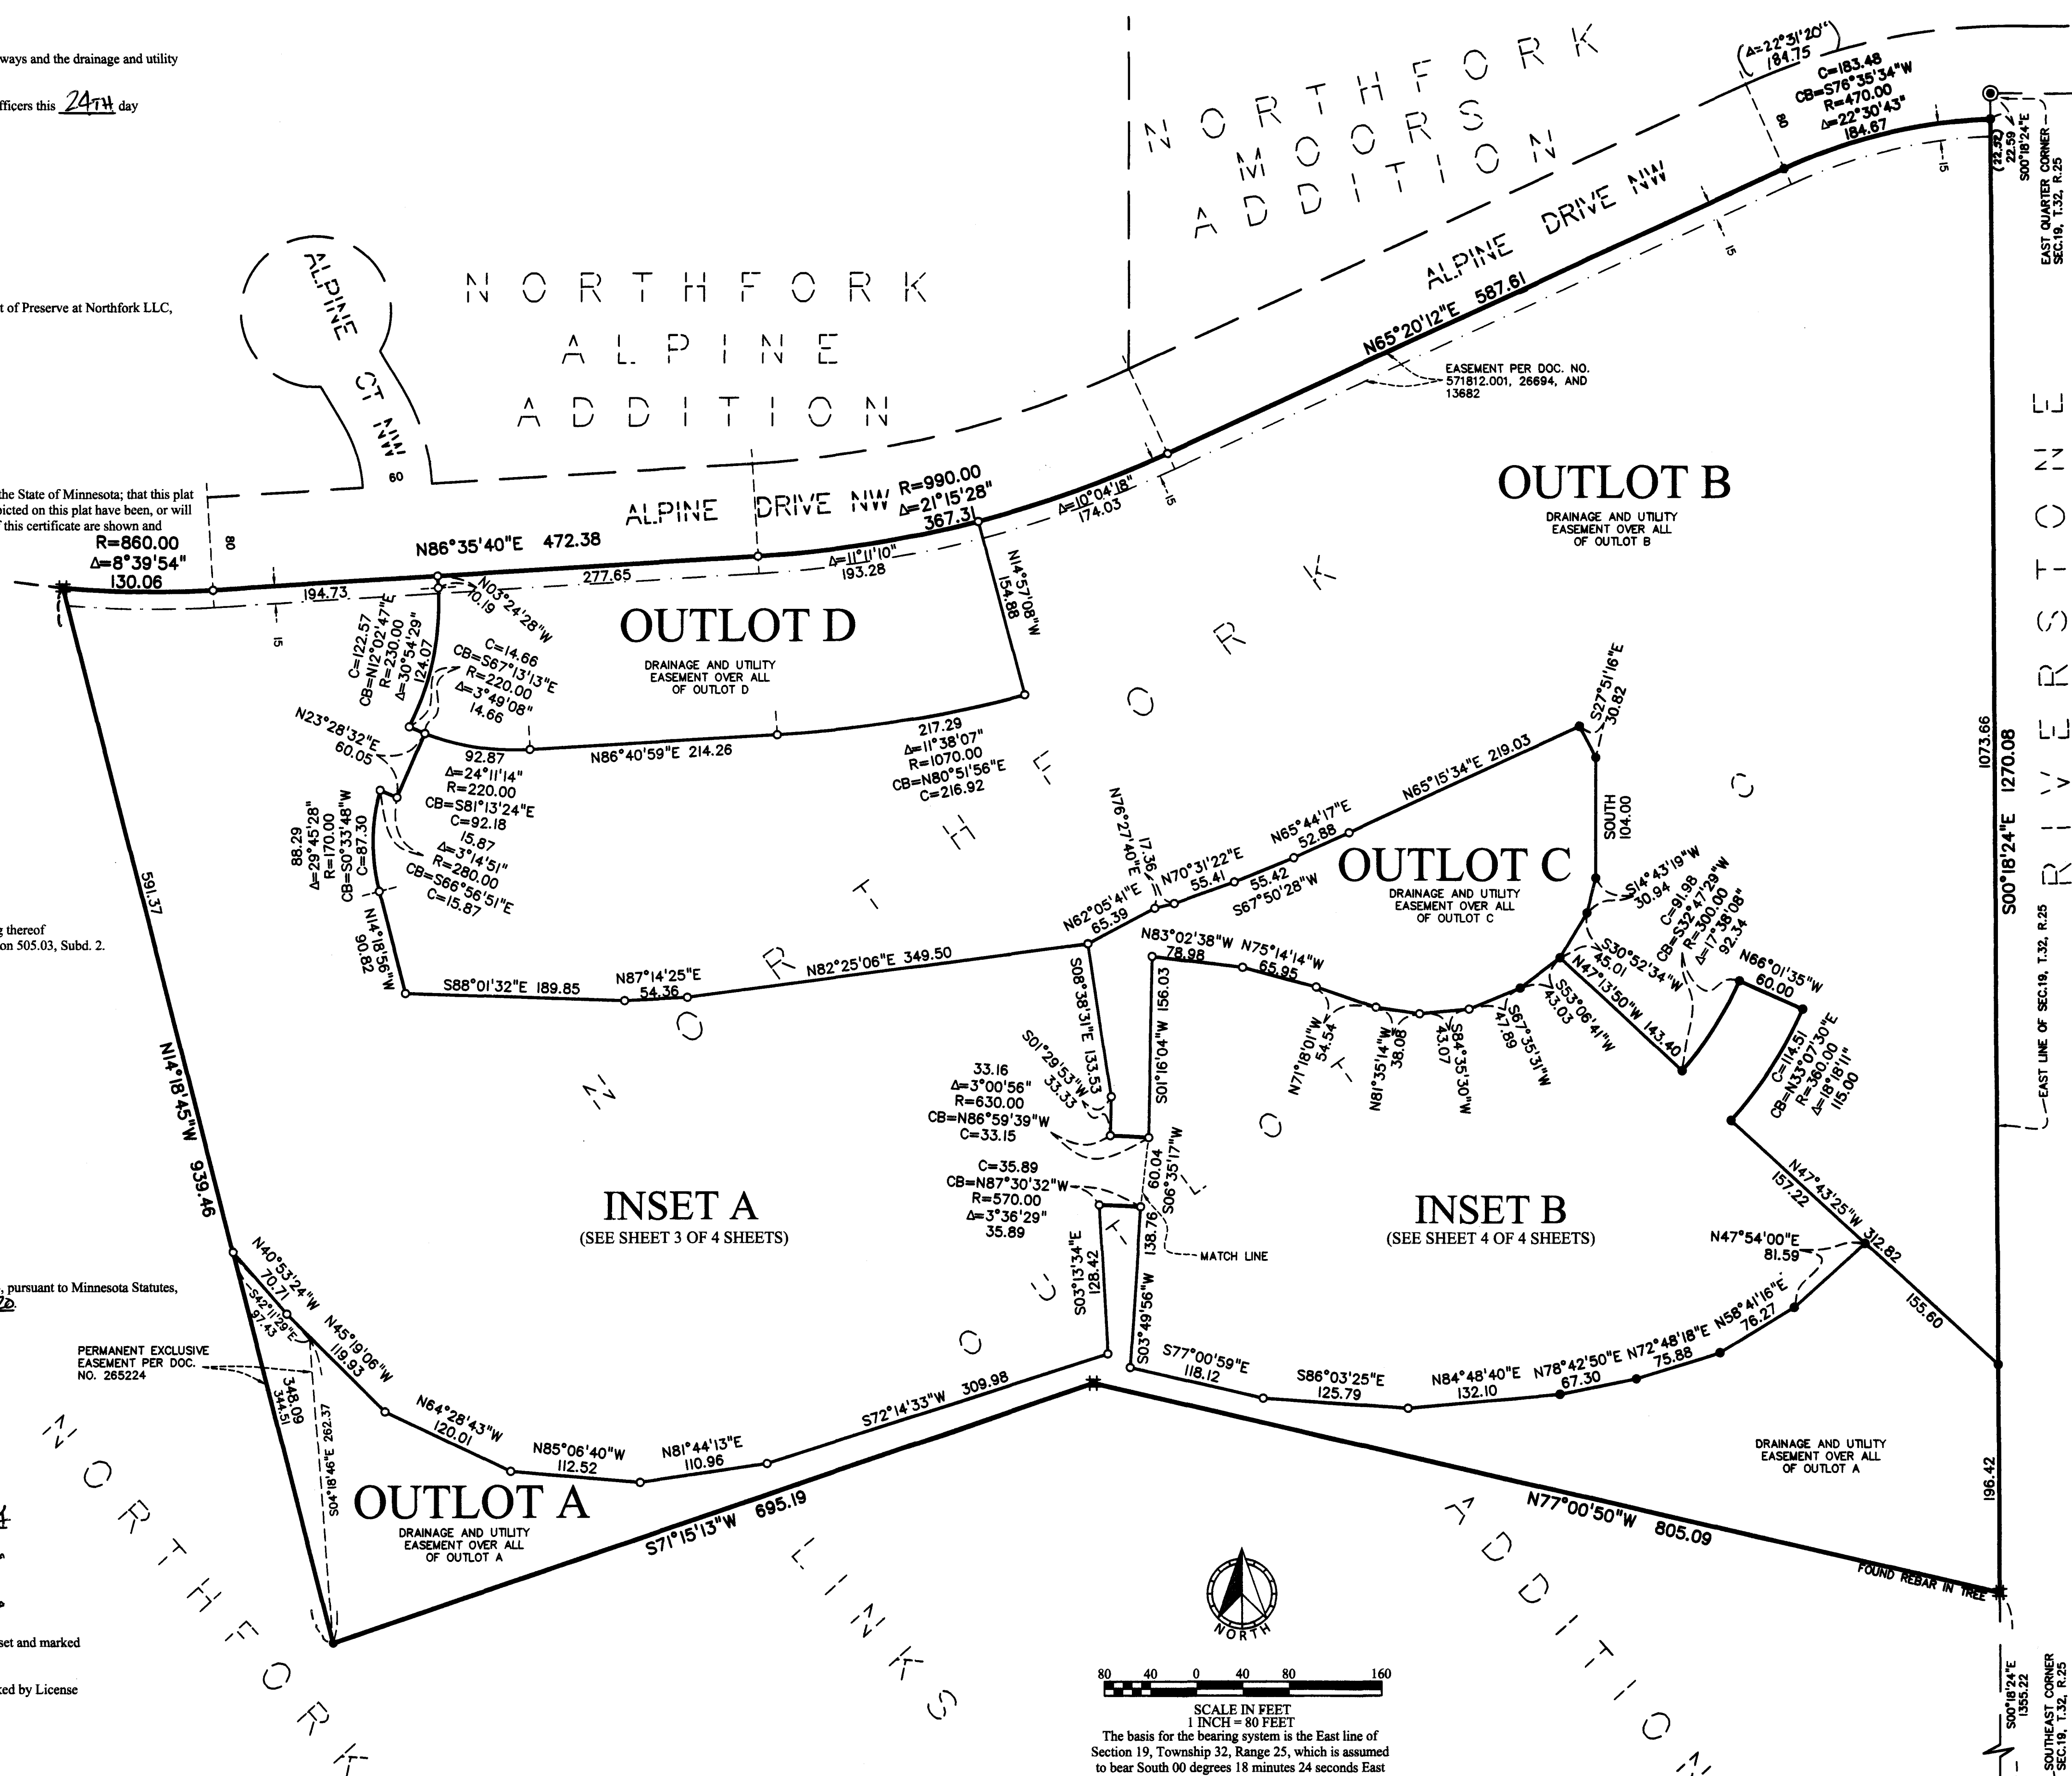 ways and the drainage and utility
fficers this 24TH day
t of Preserve at Northfork LLC,
the State of Minnesota; that this plat
picted on this plat have been, or will
f this certificate are shown and
g thereof
on 505.03, Subd. 2.
, pursuant to Minnesota Statutes,
set and marked
ked by License
NORTHFORK
MOORS
ADDITION
(Δ=22°31'20")
184.75
C=183.48
CB=S76°35'34"W
R=470.00
Δ=22°30'43"
184.67
80
15
(22.52)
22.59
S00°18'24"E
EAST QUARTER CORNER
SEC.19, T.32, R.25
ALPINE
CT NW
60
NORTHFORK
ALPINE
ADDITION
ALPINE DRIVE NW
N65°20'12"E 587.61
15
EASEMENT PER DOC. NO.
571812.001, 26694, AND
13682
R=860.00
Δ=8°39'54"
130.06
80
N86°35'40"E 472.38
ALPINE DRIVE NW
R=990.00
Δ=21°15'28"
367.31
Δ=10°04'18"
174.03
15
194.73
15
277.65
Δ=11°11'10"
193.28
N14°57'08"W
154.88
OUTLOT B
DRAINAGE AND UTILITY
EASEMENT OVER ALL
OF OUTLOT B
N03°24'28"W
10.19
C=122.57
CB=N12°02'47"E
R=230.00
Δ=30°54'29"
124.07
C=14.66
CB=S67°13'13"E
R=220.00
Δ=3°49'08"
14.66
OUTLOT D
DRAINAGE AND UTILITY
EASEMENT OVER ALL
OF OUTLOT D
N23°28'32"E
60.05
92.87
Δ=24°11'14"
R=220.00
CB=S81°13'24"E
C=92.18
N86°40'59"E 214.26
217.29
Δ=11°38'07"
R=1070.00
CB=N80°51'56"E
C=216.92
15.87
Δ=3°14'51"
R=280.00
CB=S66°56'51"E
C=15.87
88.29
Δ=29°45'28"
R=170.00
CB=S0°33'48"W
C=87.30
N14°18'56"W
90.82
591.37
N14°18'45"W 939.46
S88°01'32"E 189.85
N87°14'25"E
54.36
N82°25'06"E 349.50
N62°05'41"E
65.39
N76°27'40"E
17.36
N70°31'22"E
55.41
55.42
S67°50'28"W
N65°44'17"E
52.88
N65°15'34"E 219.03
S27°51'16"E
30.82
SOUTH
104.00
OUTLOT C
DRAINAGE AND UTILITY
EASEMENT OVER ALL
OF OUTLOT C
S14°43'19"W
30.94
C=91.98
CB=S32°47'29"W
R=300.00
Δ=17°38'08"
92.34
S30°52'34"W
45.01
N47°13'50"W 143.40
S53°06'41"W
43.03
S67°35'31"W
47.89
S84°35'30"W
43.07
N81°35'14"W
38.08
N71°18'01"W
54.54
N75°14'14"W
65.95
N83°02'38"W
78.98
N66°01'35"W
60.00
C=114.51
CB=N33°07'30"E
R=360.00
Δ=18°18'11"
115.00
1073.66
S00°18'24"E 1270.08
EAST LINE OF SEC.19, T.32, R.25
RIVERSTONE
S08°38'31"E 133.53
S01°29'53"W
33.33
S01°16'04"W 156.03
33.16
Δ=3°00'56"
R=630.00
CB=N86°59'39"W
C=33.15
C=35.89
CB=N87°30'32"W
R=570.00
Δ=3°36'29"
35.89
60.04
S06°35'17"W
138.76
S03°49'56"W
S03°13'34"E
128.42
MATCH LINE
INSET A
(SEE SHEET 3 OF 4 SHEETS)
INSET B
(SEE SHEET 4 OF 4 SHEETS)
N47°43'25"W 312.82
157.22
155.60
N47°54'00"E
81.59
N58°41'16"E
76.27
N72°48'18"E
75.88
N78°42'50"E
67.30
N84°48'40"E
132.10
S86°03'25"E
125.79
S77°00'59"E
118.12
N40°53'24"W
70.71
S42°11'29"E
97.43
N45°19'06"W
119.93
PERMANENT EXCLUSIVE
EASEMENT PER DOC.
NO. 265224
348.09
344.51
S04°18'46"E 262.37
N64°28'43"W
120.01
N85°06'40"W
112.52
N81°44'13"E
110.96
S72°14'33"W 309.98
OUTLOT A
DRAINAGE AND UTILITY
EASEMENT OVER ALL
OF OUTLOT A
S71°15'13"W 695.19
N77°00'50"W 805.09
DRAINAGE AND UTILITY
EASEMENT OVER ALL
OF OUTLOT A
196.42
FOUND REBAR IN TREE
NORTHFORK
OUTLOT
NORTHFORK
LINKS
ADDITION
NORTH
80 40 0 40 80 160
SCALE IN FEET
1 INCH = 80 FEET
The basis for the bearing system is the East line of
Section 19, Township 32, Range 25, which is assumed
to bear South 00 degrees 18 minutes 24 seconds East
S00°18'24"E
1355.22
SOUTHEAST CORNER
SEC.19, T.32, R.25